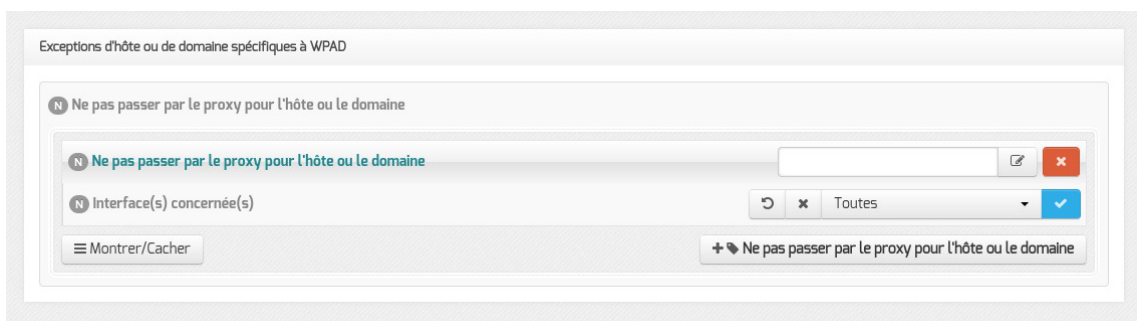 Exceptions d'hôte ou de domaine spécifiques à WPAD
N Ne pas passer par le proxy pour l'hôte ou le domaine
N Ne pas passer par le proxy pour l'hôte ou le domaine
N Interface(s) concernée(s)
Toutes
Montrer/Cacher
Ne pas passer par le proxy pour l'hôte ou le domaine